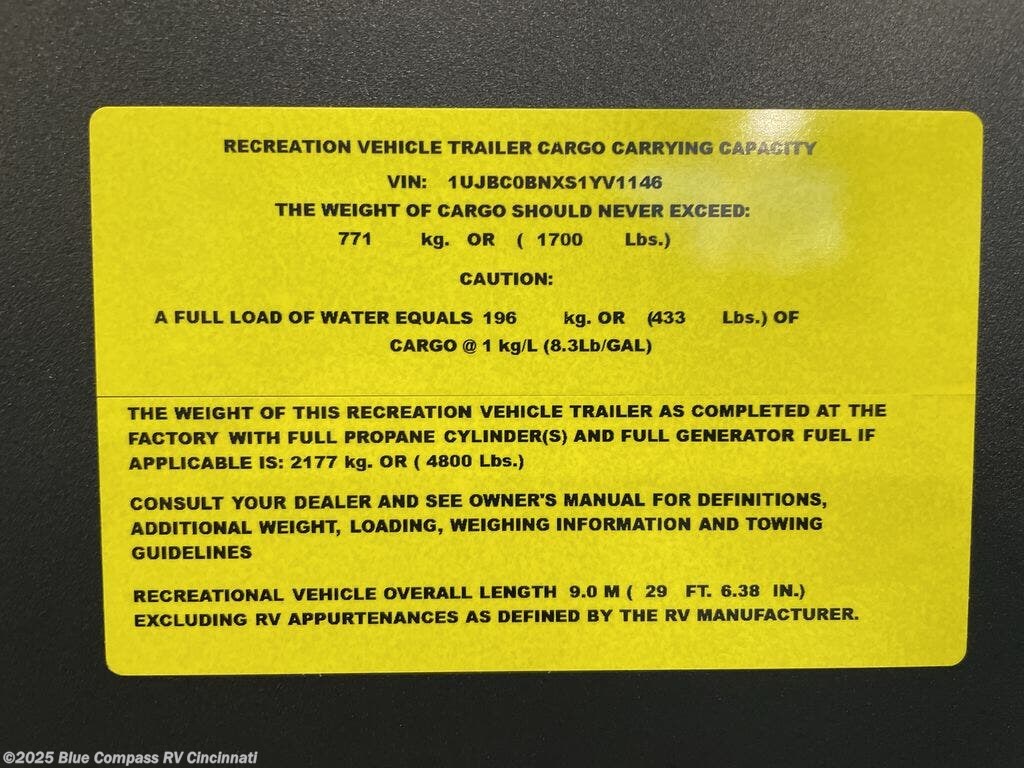 RECREATION VEHICLE TRAILER CARGO CARRYING CAPACITY
VIN: 1UJBC0BNXS1YV1146
THE WEIGHT OF CARGO SHOULD NEVER EXCEED:
771 kg. OR ( 1700 Lbs.)
CAUTION:
A FULL LOAD OF WATER EQUALS 196 kg. OR (433 Lbs.) OF
CARGO @ 1 kg/L (8.3Lb/GAL)
THE WEIGHT OF THIS RECREATION VEHICLE TRAILER AS COMPLETED AT THE
FACTORY WITH FULL PROPANE CYLINDER(S) AND FULL GENERATOR FUEL IF
APPLICABLE IS: 2177 kg. OR ( 4800 Lbs.)
CONSULT YOUR DEALER AND SEE OWNER'S MANUAL FOR DEFINITIONS,
ADDITIONAL WEIGHT, LOADING, WEIGHING INFORMATION AND TOWING
GUIDELINES
RECREATIONAL VEHICLE OVERALL LENGTH 9.0 M ( 29 FT. 6.38 IN.)
EXCLUDING RV APPURTENANCES AS DEFINED BY THE RV MANUFACTURER.
©2025 Blue Compass RV Cincinnati